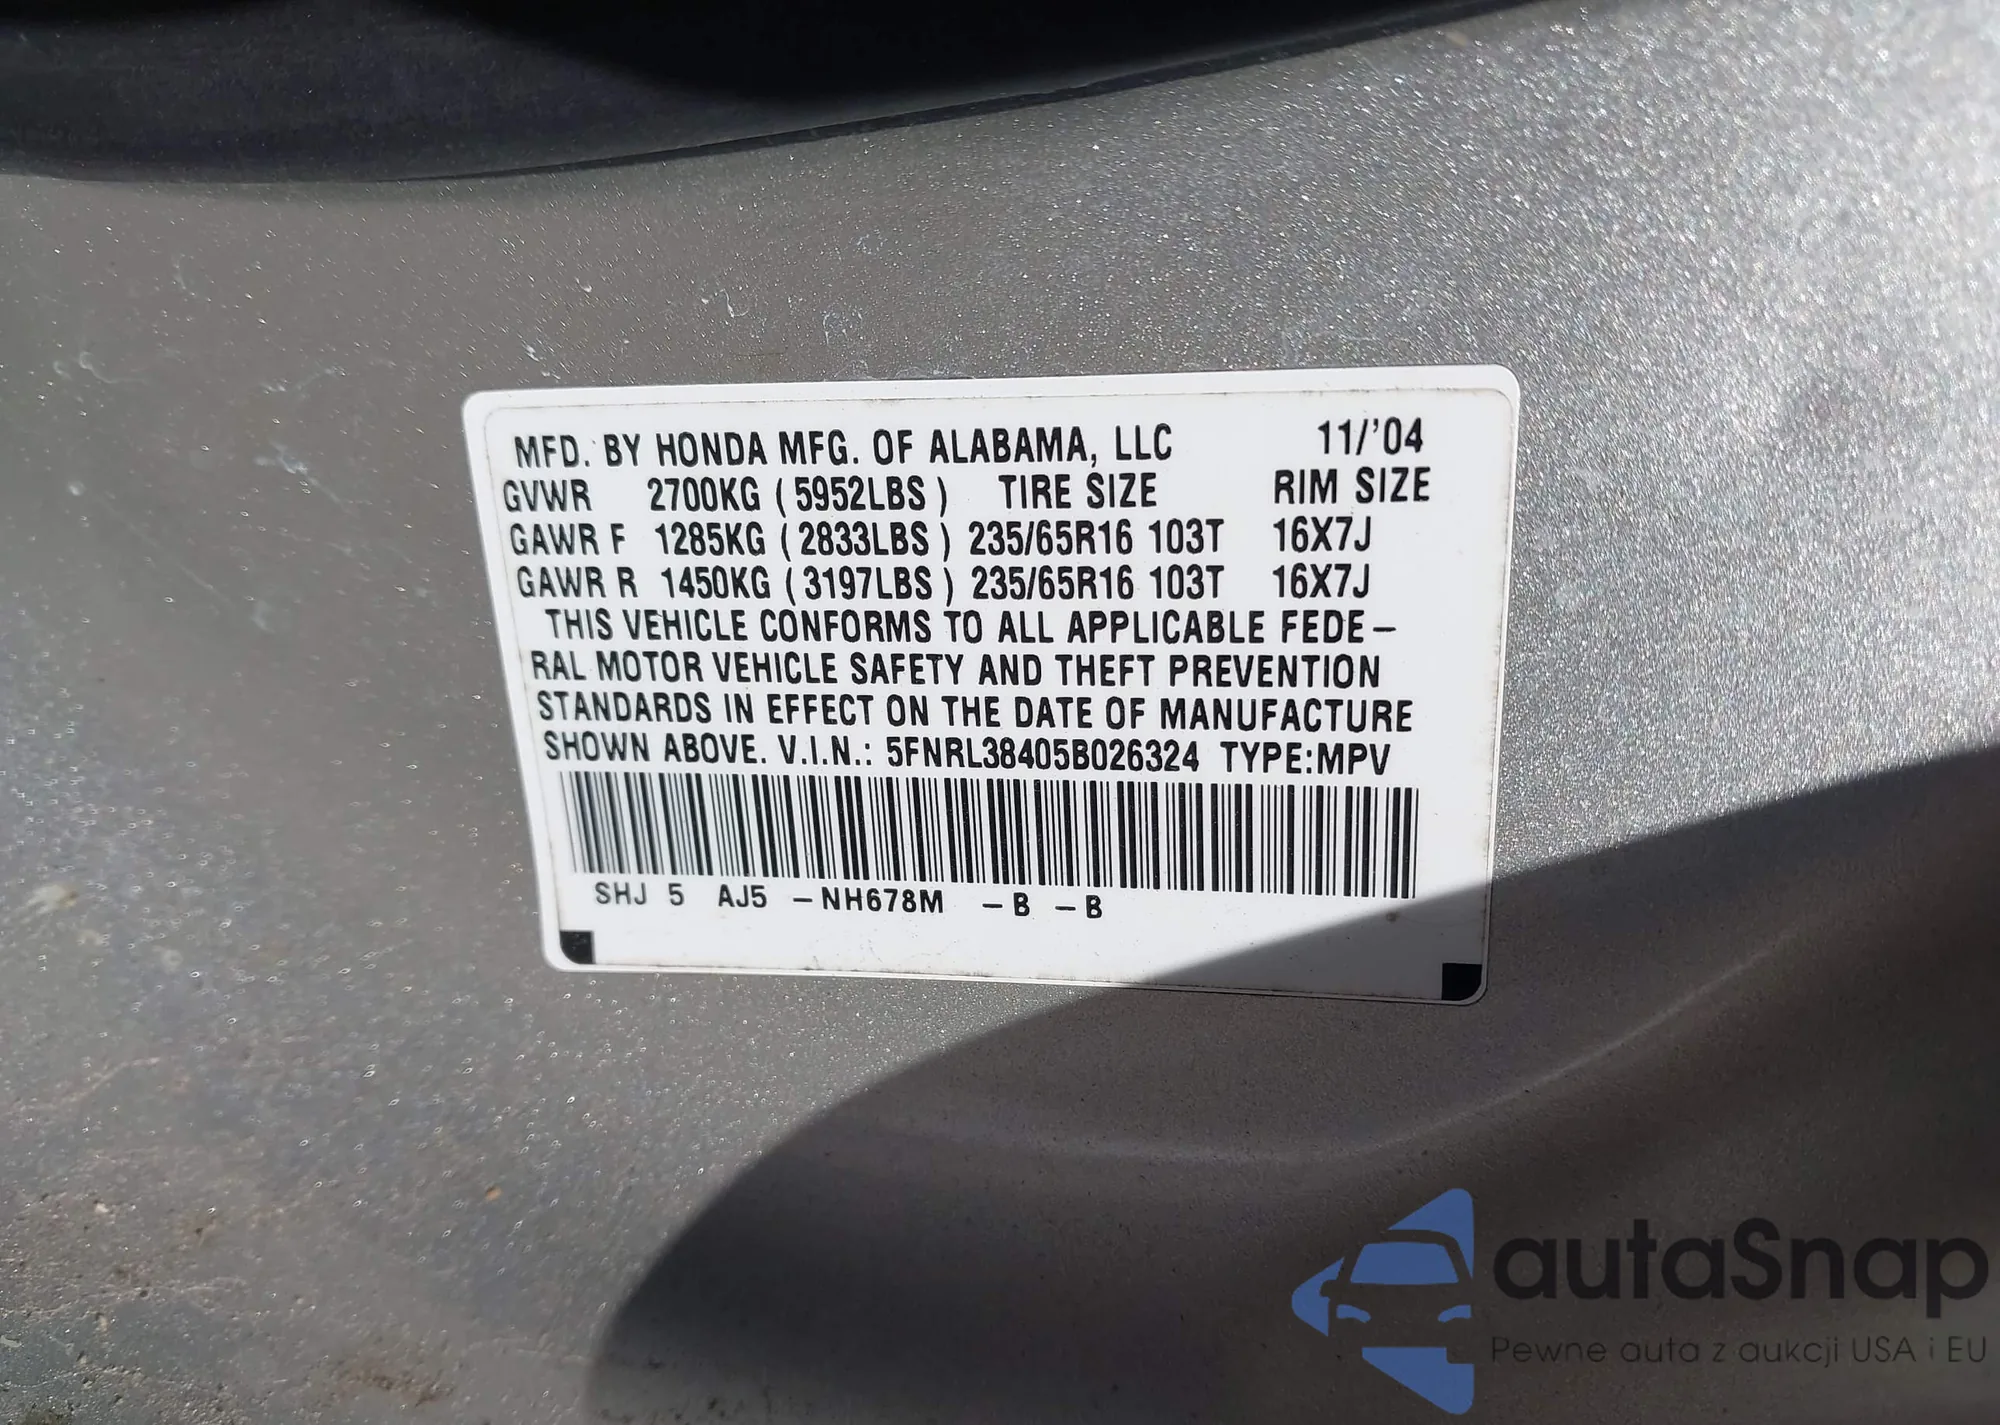 MFD. BY HONDA MFG. OF ALABAMA, LLC 11/'04
GVWR 2700KG (5952LBS) TIRE SIZE RIM SIZE
GAWR F 1285KG (2833LBS) 235/65R16 103T 16X7J
GAWR R 1450KG (3197LBS) 235/65R16 103T 16X7J
THIS VEHICLE CONFORMS TO ALL APPLICABLE FEDE-
RAL MOTOR VEHICLE SAFETY AND THEFT PREVENTION
STANDARDS IN EFFECT ON THE DATE OF MANUFACTURE
SHOWN ABOVE. V.I.N.: 5FNRL38405B026324 TYPE:MPV
SHJ 5 AJ5 -NH678M -B -B
autaSnap
Pewne auta z aukcji USA i EU